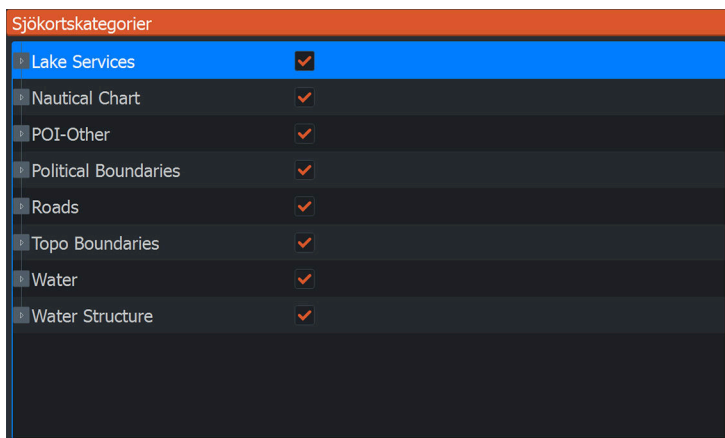 Sjökortskategorier
Lake Services
Nautical Chart
POI-Other
Political Boundaries
Roads
Topo Boundaries
Water
Water Structure